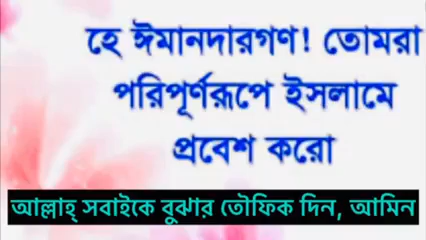 হে ঈমানদারগণ! তোমরা
পরিপূর্ণরূপে ইসলামে
প্রবেশ করো
আল্লাহ্ সবাইকে বুঝার তৌফিক দিন, আমিন